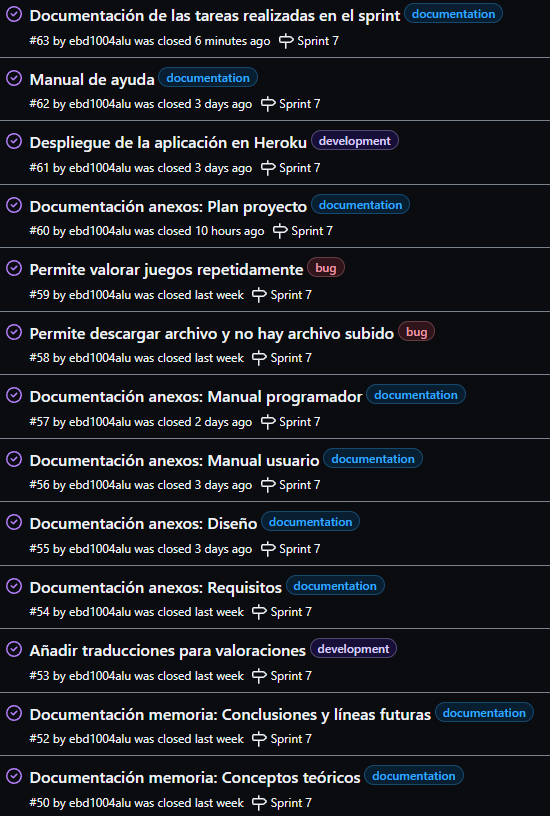 Documentación de las tareas realizadas en el sprint documentation
#63 by ebd1004alu was closed 6 minutes ago Sprint 7
Manual de ayuda documentation
#62 by ebd1004alu was closed 3 days ago Sprint 7
Despliegue de la aplicación en Heroku development
#61 by ebd1004alu was closed 3 days ago Sprint 7
Documentación anexos: Plan proyecto documentation
#60 by ebd1004alu was closed 10 hours ago Sprint 7
Permite valorar juegos repetidamente bug
#59 by ebd1004alu was closed last week Sprint 7
Permite descargar archivo y no hay archivo subido bug
#58 by ebd1004alu was closed last week Sprint 7
Documentación anexos: Manual programador documentation
#57 by ebd1004alu was closed 2 days ago Sprint 7
Documentación anexos: Manual usuario documentation
#56 by ebd1004alu was closed 3 days ago Sprint 7
Documentación anexos: Diseño documentation
#55 by ebd1004alu was closed 3 days ago Sprint 7
Documentación anexos: Requisitos documentation
#54 by ebd1004alu was closed last week Sprint 7
Añadir traducciones para valoraciones development
#53 by ebd1004alu was closed last week Sprint 7
Documentación memoria: Conclusiones y líneas futuras documentation
#52 by ebd1004alu was closed last week Sprint 7
Documentación memoria: Conceptos teóricos documentation
#50 by ebd1004alu was closed last week Sprint 7